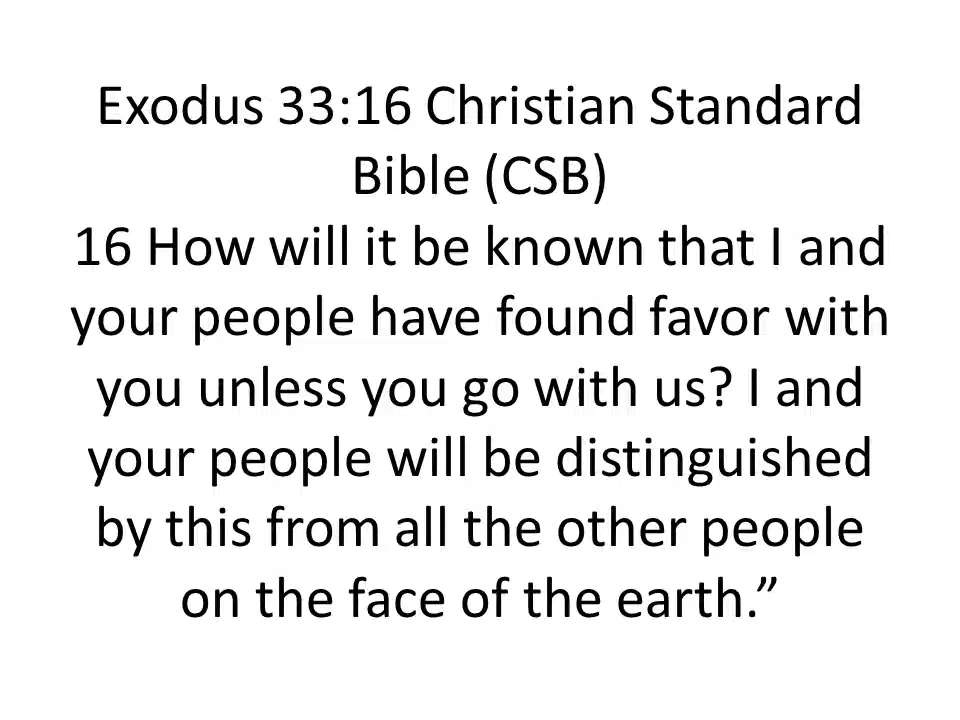 Exodus 33:16 Christian Standard
Bible (CSB)
16 How will it be known that I and
your people have found favor with
you unless you go with us? I and
your people will be distinguished
by this from all the other people
on the face of the earth.”